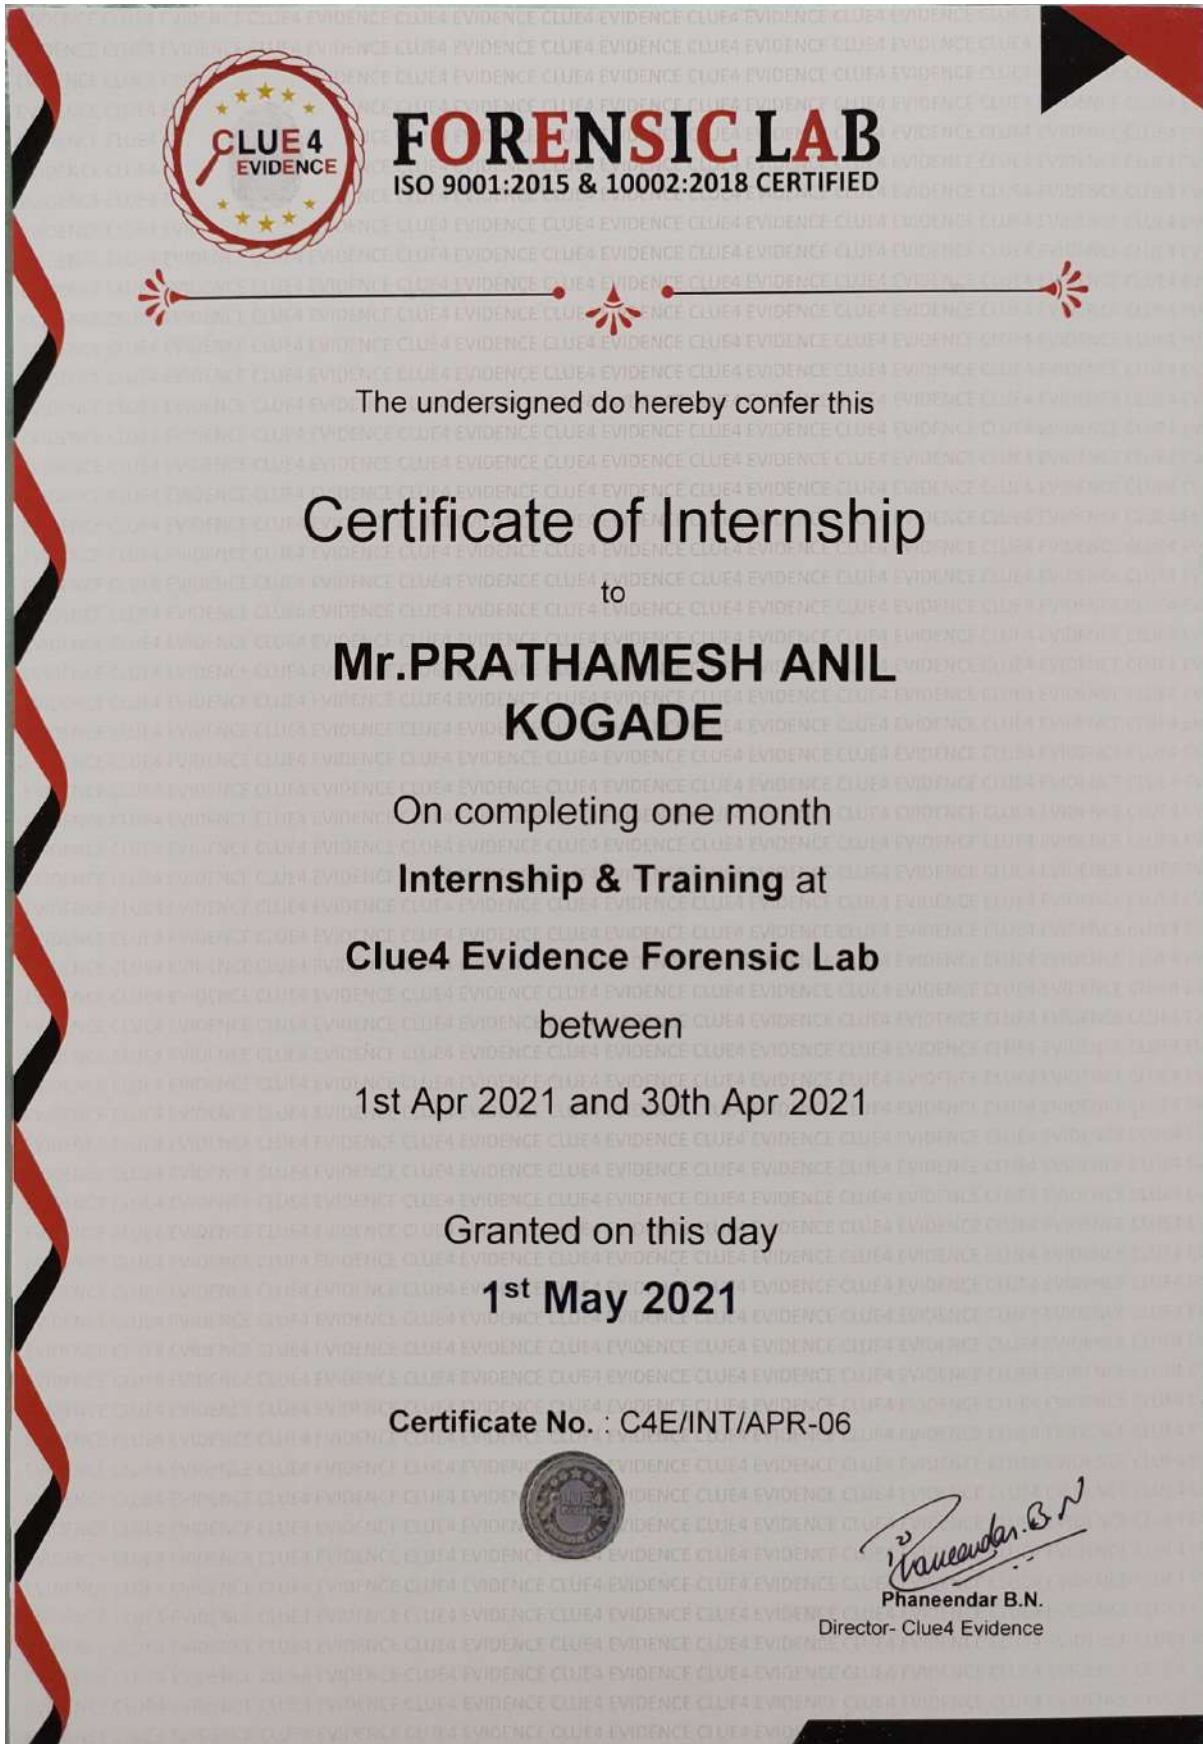 CLUE 4
EVIDENCE
FORENSIC LAB
ISO 9001:2015 & 10002:2018 CERTIFIED
The undersigned do hereby confer this
Certificate of Internship
to
Mr.PRATHAMESH ANIL
KOGADE
On completing one month
Internship & Training at
Clue4 Evidence Forensic Lab
between
1st Apr 2021 and 30th Apr 2021
Granted on this day
1st May 2021
Certificate No. : C4E/INT/APR-06
CLUE4
Phaneendar.B.N
Phaneendar B.N.
Director- Clue4 Evidence